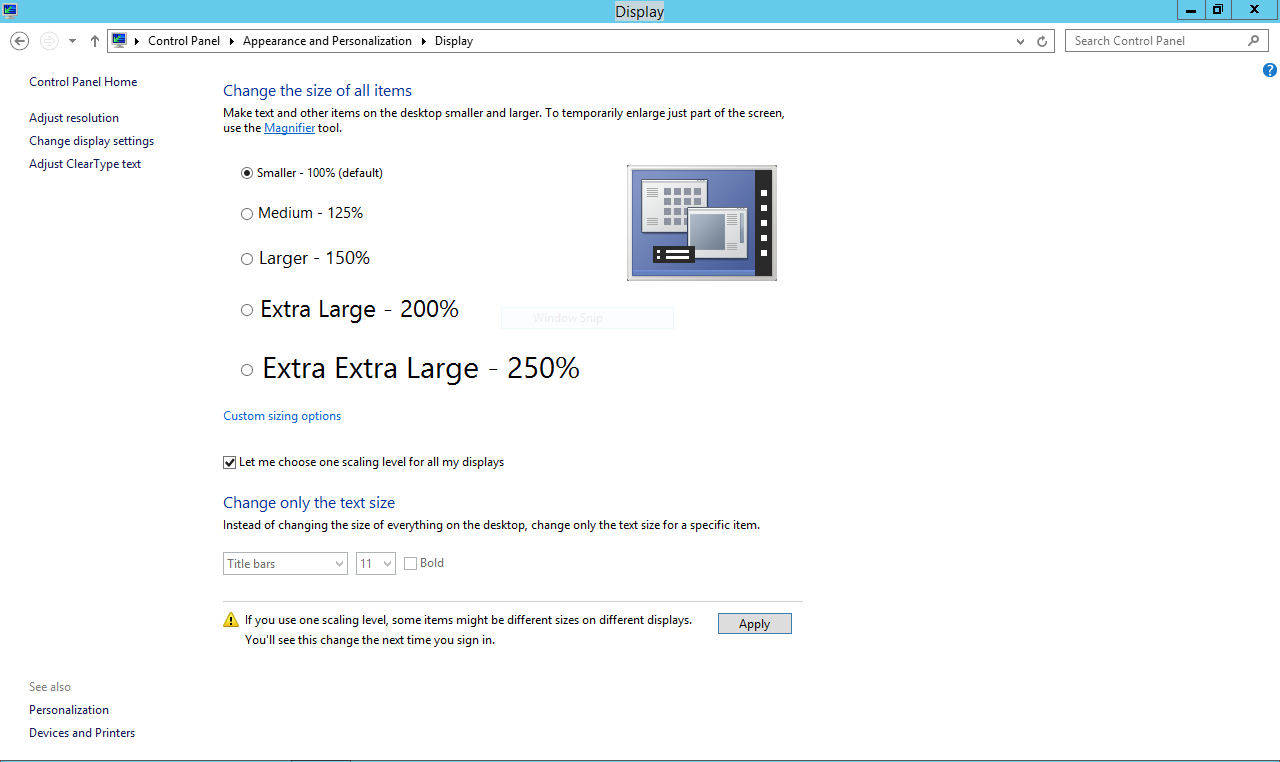 Display
Control Panel Appearance and Personalization Display
Search Control Panel
Control Panel Home
Adjust resolution
Change display settings
Adjust ClearType text
Change the size of all items
Make text and other items on the desktop smaller and larger. To temporarily enlarge just part of the screen,
use the Magnifier tool.
Smaller - 100% (default)
Medium - 125%
Larger - 150%
Extra Large - 200%
Window Snip
Extra Extra Large - 250%
Custom sizing options
Let me choose one scaling level for all my displays
Change only the text size
Instead of changing the size of everything on the desktop, change only the text size for a specific item.
Title bars 11 Bold
If you use one scaling level, some items might be different sizes on different displays.
You'll see this change the next time you sign in.
Apply
See also
Personalization
Devices and Printers